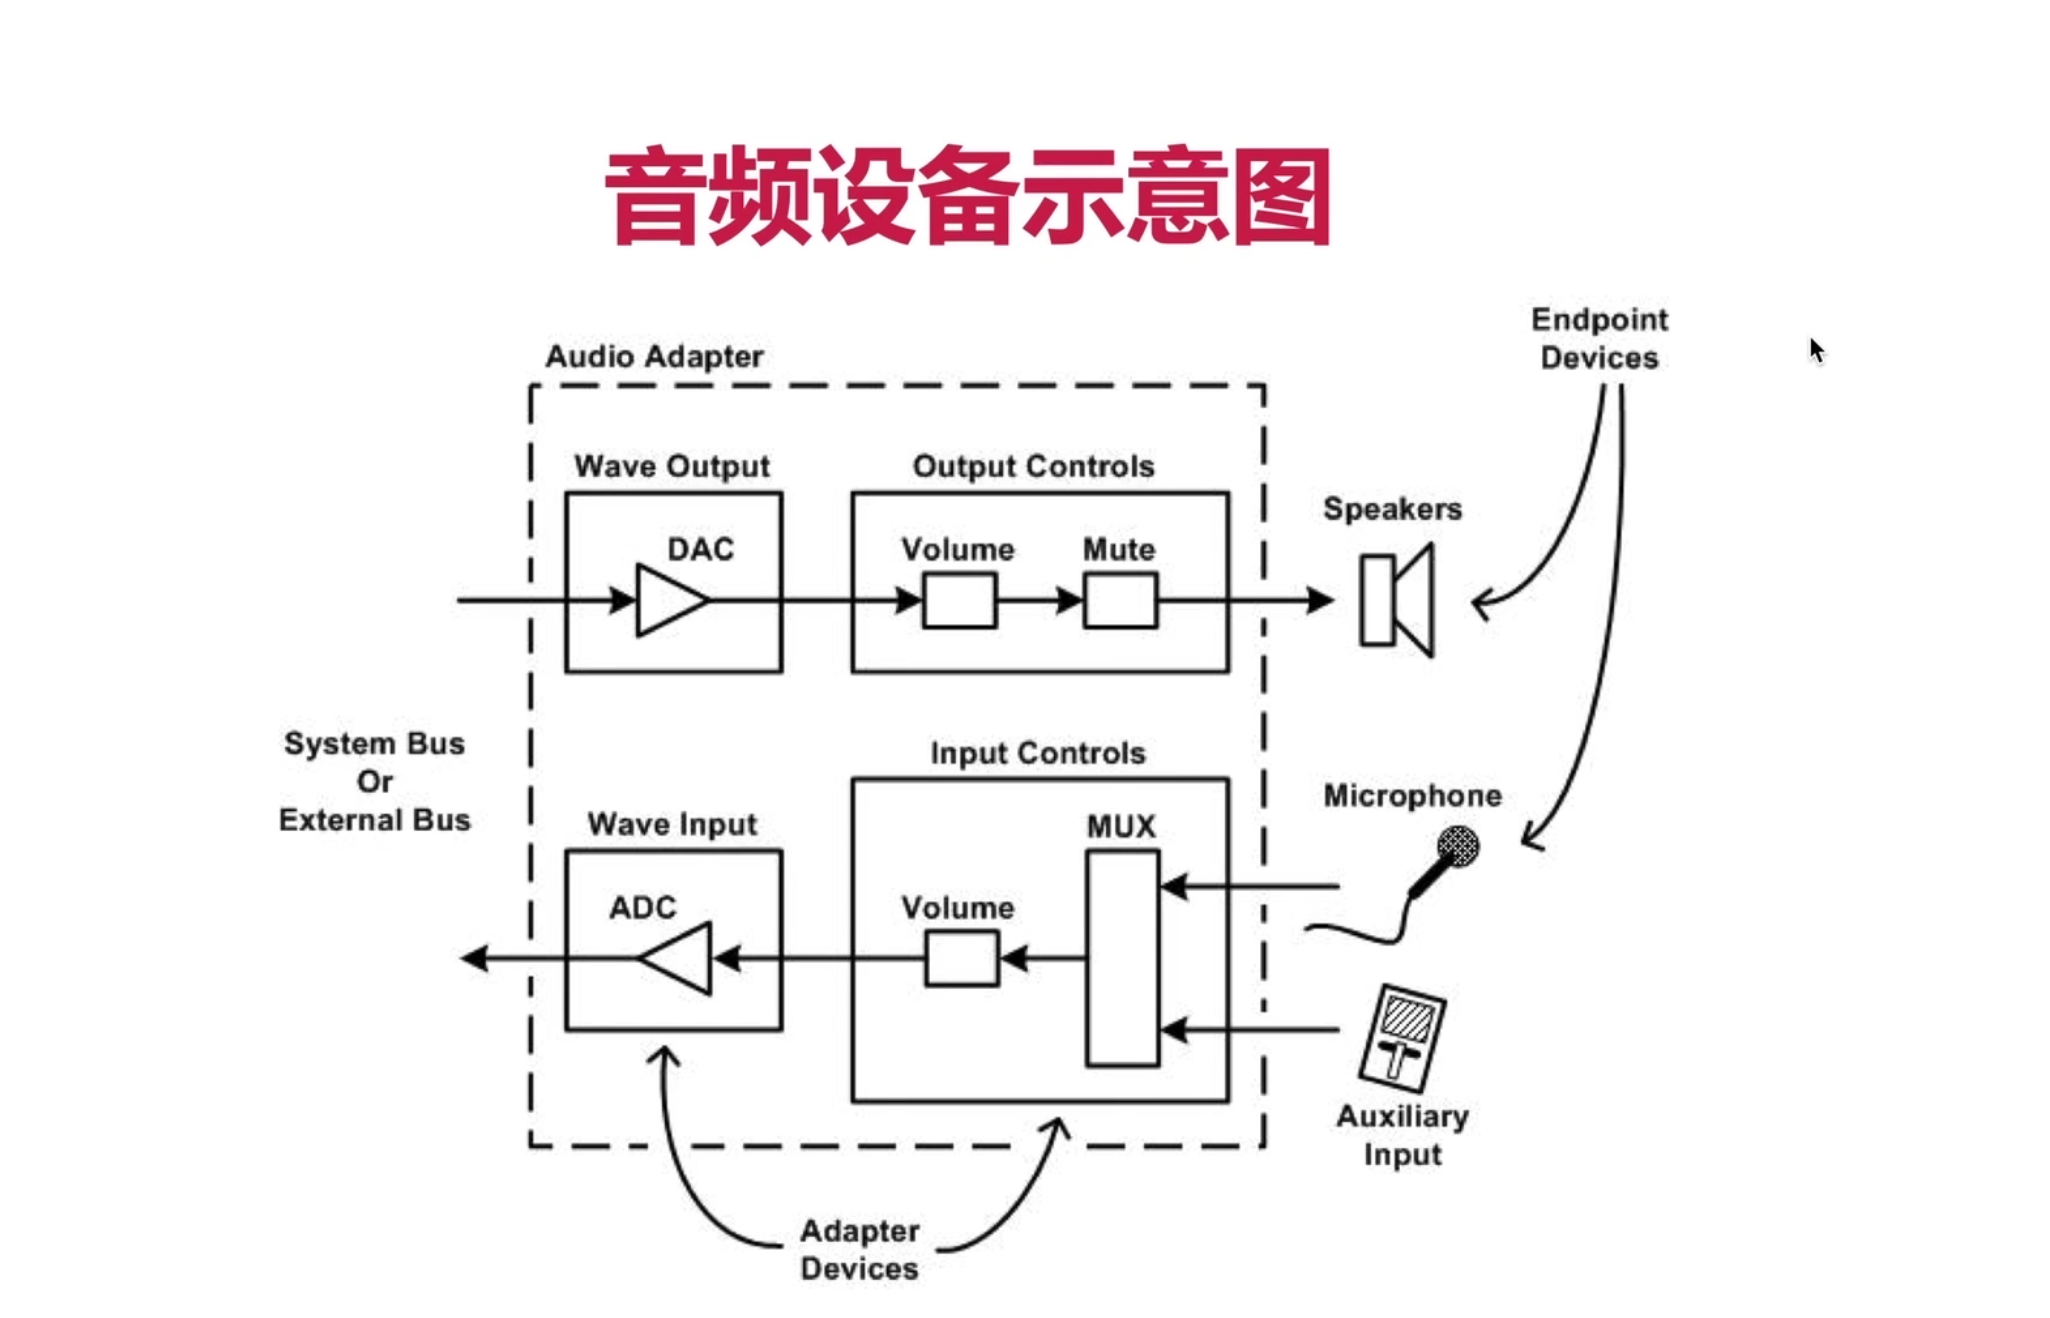 音频设备示意图
Endpoint
Devices
Audio Adapter
Wave Output
Output Controls
DAC
Volume
Mute
Speakers
System Bus
Or
External Bus
Input Controls
Wave Input
MUX
Microphone
ADC
Volume
Auxiliary
Input
Adapter
Devices